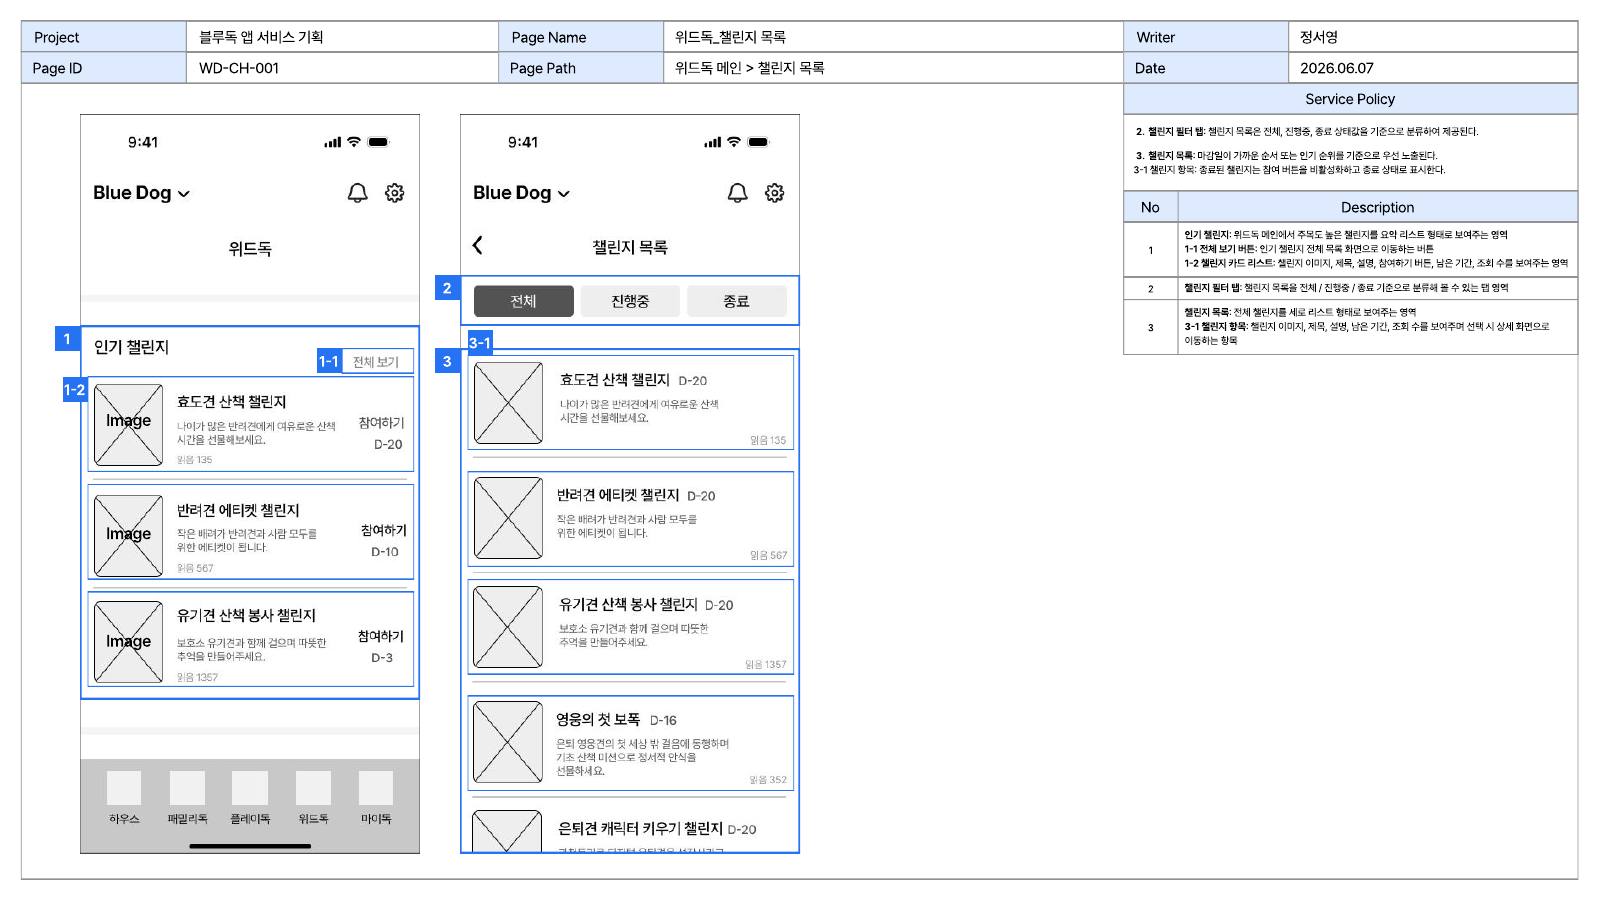 Project
블루독 앱 서비스 기획
Page Name
위드독_챌린지 목록
Writer
정서영
Page ID
WD-CH-001
Page Path
위드독 메인 > 챌린지 목록
Date
2026.06.07
9:41
Blue Dog
위드독
1
인기 챌린지
1-1
전체 보기
1-2
Image
효도견 산책 챌린지
나이가 많은 반려견에게 여유로운 산책
시간을 선물해보세요.
읽음 135
참여하기
D-20
Image
반려견 에티켓 챌린지
작은 배려가 반려견과 사람 모두를
위한 에티켓이 됩니다.
읽음 567
참여하기
D-10
Image
유기견 산책 봉사 챌린지
보호소 유기견과 함께 걸으며 따뜻한
추억을 만들어주세요.
읽음 1357
참여하기
D-3
하우스
패밀리독
플레이독
위드독
마이독
9:41
Blue Dog
챌린지 목록
2
전체
진행중
종료
3-1
3
효도견 산책 챌린지 D-20
나이가 많은 반려견에게 여유로운 산책
시간을 선물해보세요.
읽음 135
반려견 에티켓 챌린지 D-20
작은 배려가 반려견과 사람 모두를
위한 에티켓이 됩니다.
읽음 567
유기견 산책 봉사 챌린지 D-20
보호소 유기견과 함께 걸으며 따뜻한
추억을 만들어주세요.
읽음 1357
영웅의 첫 보폭 D-16
은퇴 영웅견의 첫 세상 밖 걸음에 동행하며
기초 산책 미션으로 정서적 안식을
선물하세요.
읽음 352
은퇴견 캐릭터 키우기 챌린지 D-20
Service Policy
2. 챌린지 필터 탭: 챌린지 목록은 전체, 진행중, 종료 상태값을 기준으로 분류하여 제공된다.
3. 챌린지 목록: 마감일이 가까운 순서 또는 인기 순위를 기준으로 우선 노출된다.
3-1 챌린지 항목: 종료된 챌린지는 참여 버튼을 비활성화하고 종료 상태로 표시한다.
No
Description
1
인기 챌린지: 위드독 메인에서 주목도 높은 챌린지를 요약 리스트 형태로 보여주는 영역
1-1 전체 보기 버튼: 인기 챌린지 전체 목록 화면으로 이동하는 버튼
1-2 챌린지 카드 리스트: 챌린지 이미지, 제목, 설명, 참여하기 버튼, 남은 기간, 조회 수를 보여주는 영역
2
챌린지 필터 탭: 챌린지 목록을 전체 / 진행중 / 종료 기준으로 분류해 볼 수 있는 탭 영역
3
챌린지 목록: 전체 챌린지를 세로 리스트 형태로 보여주는 영역
3-1 챌린지 항목: 챌린지 이미지, 제목, 설명, 남은 기간, 조회 수를 보여주며 선택 시 상세 화면으로
이동하는 항목